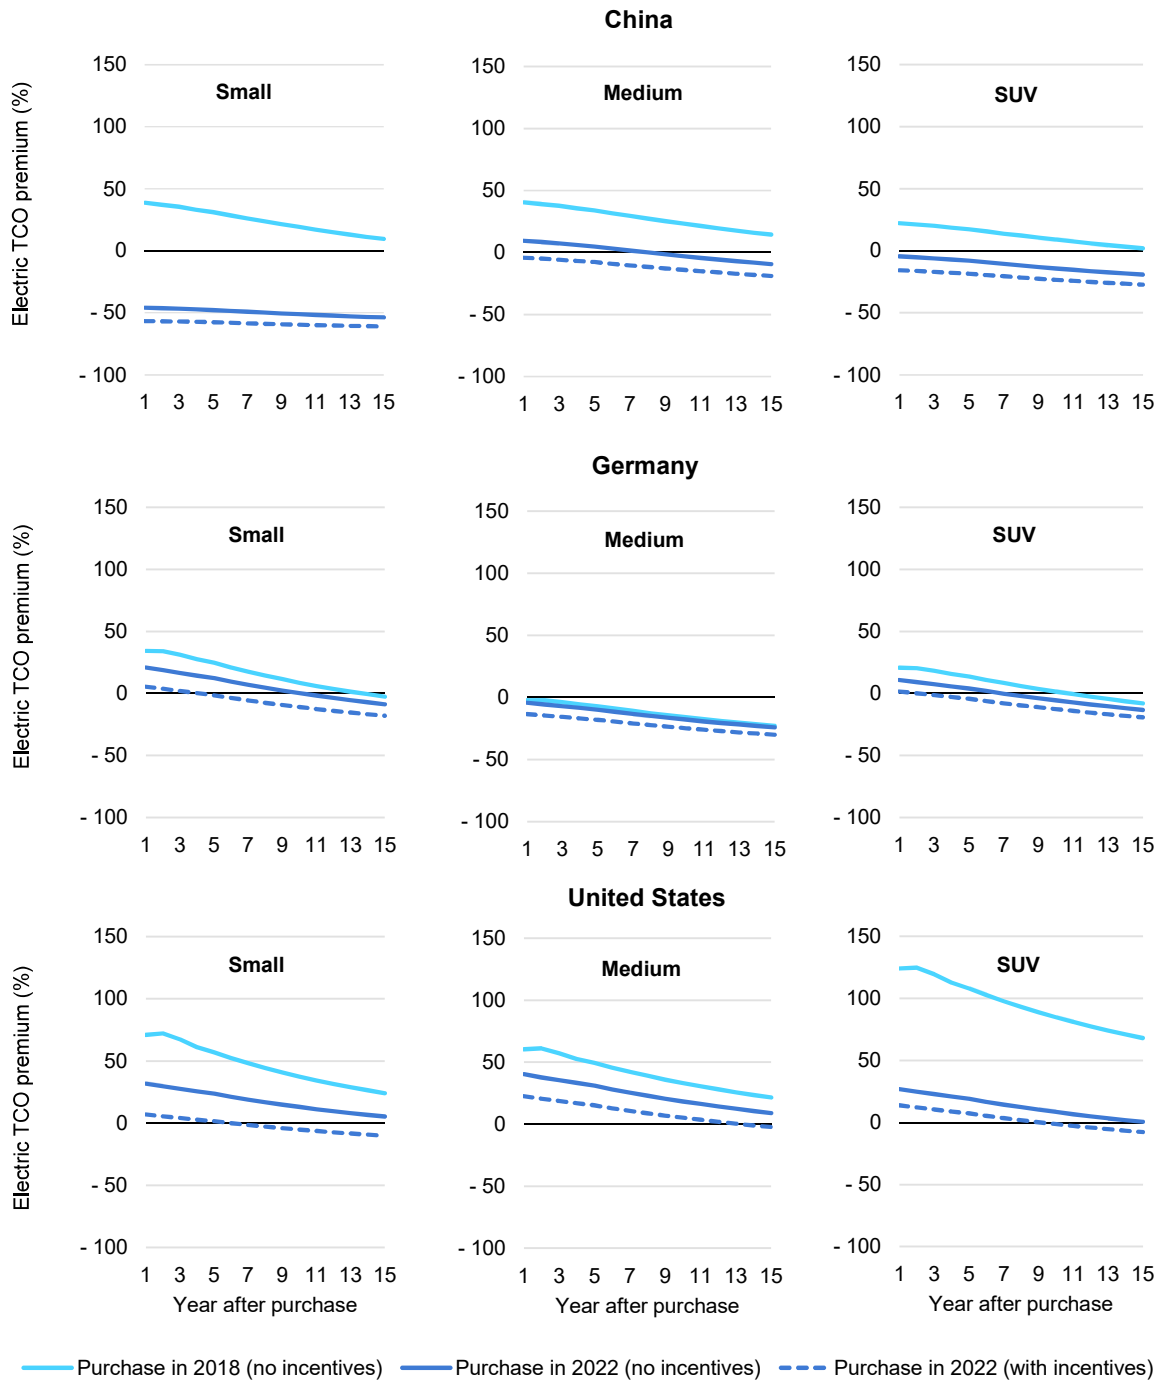 China
Electric TCO premium (%)
Small
150
100
50
0
- 50
- 100
1 3 5 7 9 11 13 15
Medium
150
100
50
0
- 50
- 100
1 3 5 7 9 11 13 15
SUV
150
100
50
0
- 50
- 100
1 3 5 7 9 11 13 15
Germany
Electric TCO premium (%)
Small
150
100
50
0
- 50
- 100
1 3 5 7 9 11 13 15
Medium
150
100
50
0
- 50
- 100
1 3 5 7 9 11 13 15
SUV
150
100
50
0
- 50
- 100
1 3 5 7 9 11 13 15
United States
Electric TCO premium (%)
Small
150
100
50
0
- 50
- 100
1 3 5 7 9 11 13 15
Year after purchase
Medium
150
100
50
0
- 50
- 100
1 3 5 7 9 11 13 15
Year after purchase
SUV
150
100
50
0
- 50
- 100
1 3 5 7 9 11 13 15
Year after purchase
Purchase in 2018 (no incentives) Purchase in 2022 (no incentives) Purchase in 2022 (with incentives)